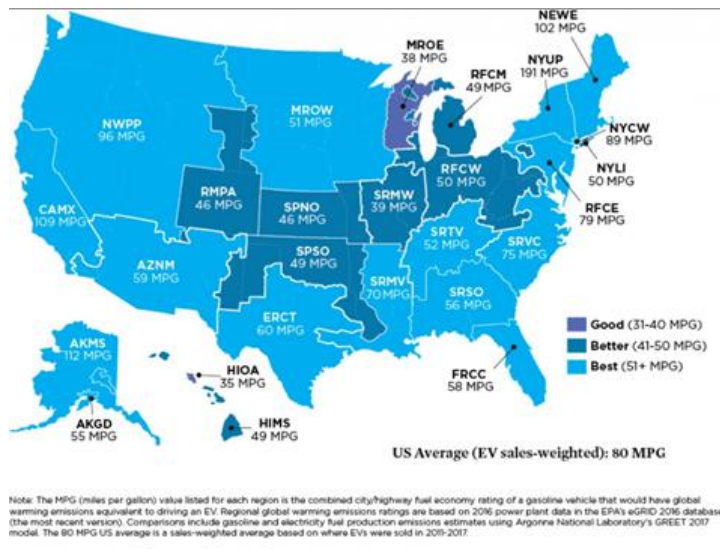 NEWE
102 MPG
MROE
38 MPG
RFCM
49 MPG
NYUP
191 MPG
NWPP
96 MPG
MROW
51 MPG
NYCW
89 MPG
NYLI
50 MPG
RFCE
79 MPG
RMPA
46 MPG
SPNO
46 MPG
SRMW
39 MPG
RFCW
50 MPG
CAMX
109 MPG
AZNM
59 MPG
SPSO
49 MPG
SRMV
70 MPG
SRTV
52 MPG
SRVC
75 MPG
SRSO
56 MPG
ERCT
60 MPG
Good (31-40 MPG)
Better (41-50 MPG)
Best (51+ MPG)
AKMS
112 MPG
AKGD
55 MPG
HIOA
35 MPG
HIMS
49 MPG
FRCC
58 MPG
US Average (EV sales-weighted): 80 MPG
Note: The MPG (miles per gallon) value listed for each region is the combined city/highway fuel economy rating of a gasoline vehicle that would have global
warming emissions equivalent to driving an EV. Regional global warming emissions ratings are based on 2016 power plant data in the EPA's eGRID 2016 database
(the most recent version). Comparisons include gasoline and electricity fuel production emissions estimates using Argonne National Laboratory's GREET 2017
model. The 80 MPG US average is a sales-weighted average based on where EVs were sold in 2011-2017.